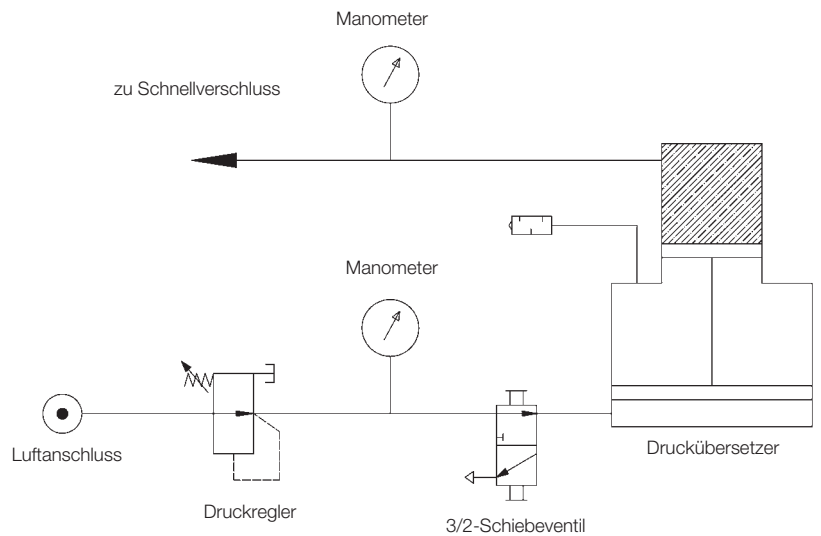 Manometer
zu Schnellverschluss
Manometer
Luftanschluss
Druckübersetzer
Druckregler
3/2-Schiebeventil